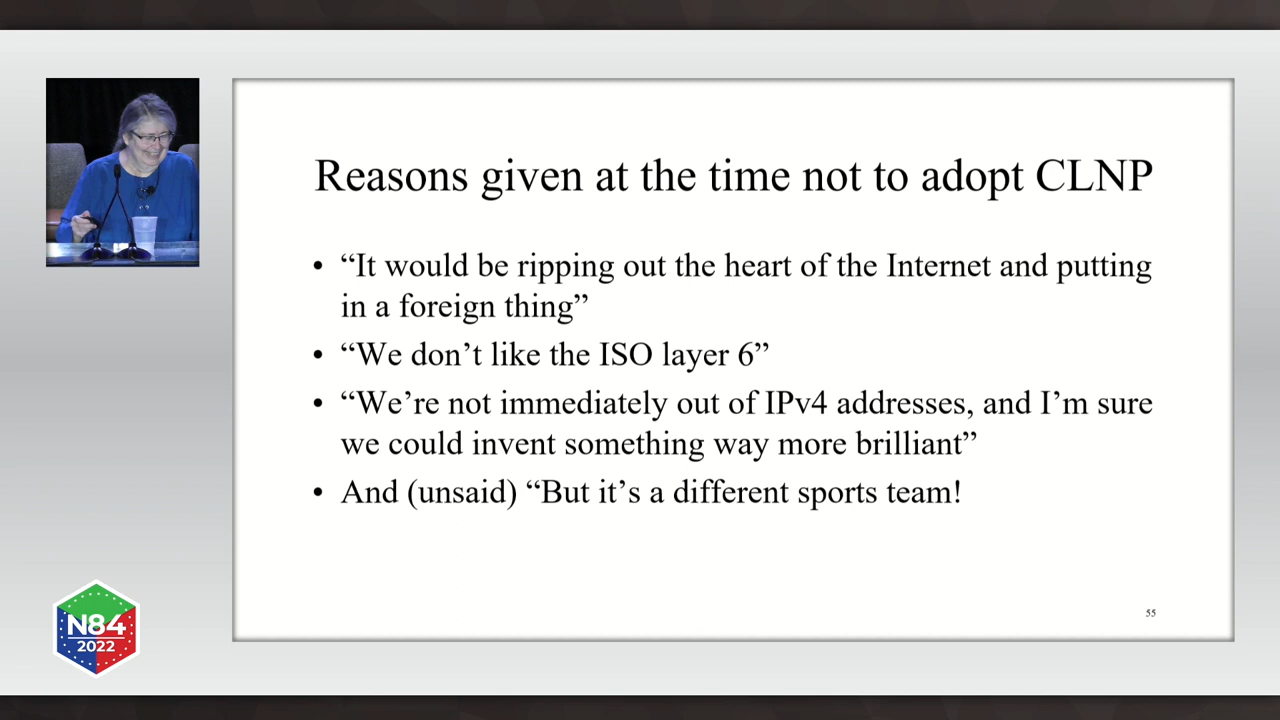 Reasons given at the time not to adopt CLNP
• “It would be ripping out the heart of the Internet and putting
in a foreign thing”
• “We don’t like the ISO layer 6”
• “We’re not immediately out of IPv4 addresses, and I’m sure
we could invent something way more brilliant”
• And (unsaid) “But it’s a different sports team!
55
N84
2022